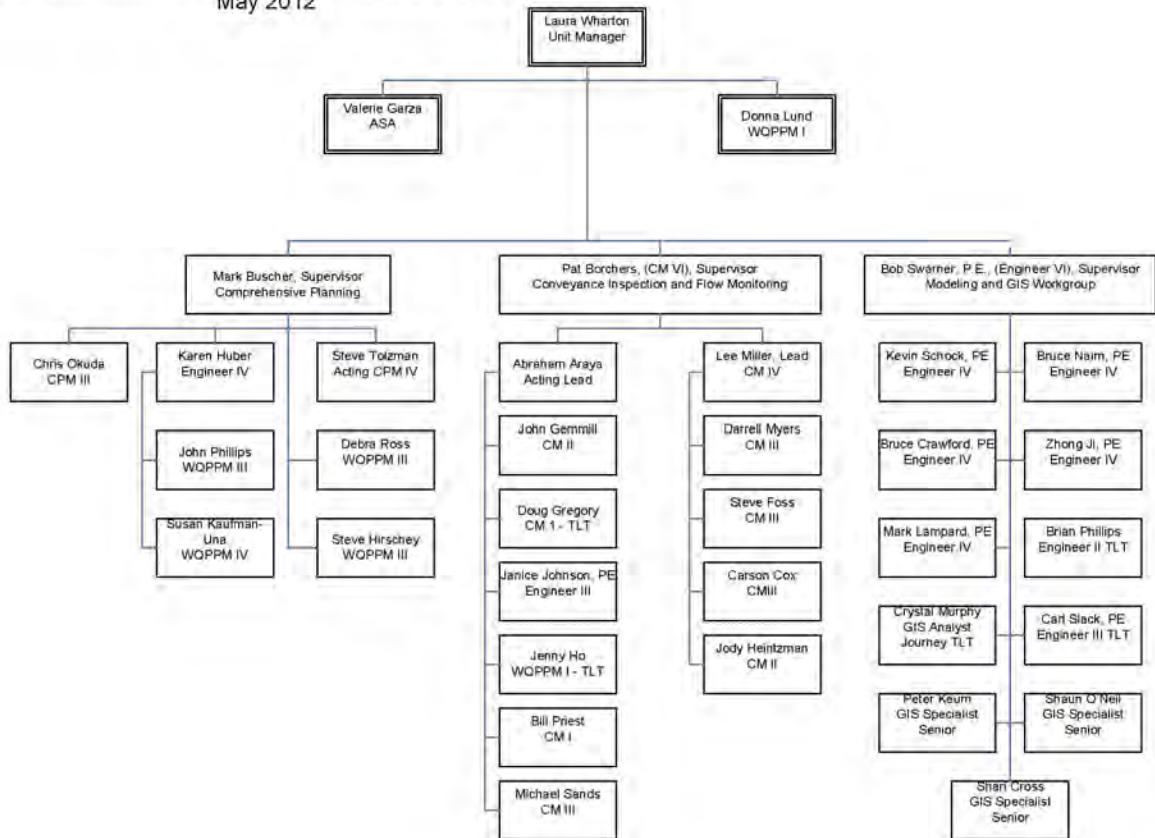 May 2012
Laura Wharton
Unit Manager
Valerie Garza
ASA
Donna Lund
WQPPM I
Mark Buscher, Supervisor
Comprehensive Planning
Pat Borchers, (CM VI), Supervisor
Conveyance Inspection and Flow Monitoring
Bob Swarner, P.E., (Engineer VI), Supervisor
Modeling and GIS Workgroup
Chris Okuda
CPM III
Karen Huber
Engineer IV
Steve Tolzman
Acting CPM IV
John Phillips
WQPPM III
Debra Ross
WQPPM III
Susan Kaufman-
Una
WQPPM IV
Steve Hirschey
WQPPM III
Abraham Araya
Acting Lead
John Gemmill
CM II
Doug Gregory
CM 1 - TLT
Janice Johnson, PE
Engineer III
Jenny Ho
WQPPM I - TLT
Bill Priest
CM I
Michael Sands
CM III
Lee Miller, Lead
CM IV
Darrell Myers
CM III
Steve Foss
CM III
Carson Cox
CMIII
Jody Heintzman
CM II
Kevin Schock, PE
Engineer IV
Bruce Nairn, PE
Engineer IV
Bruce Crawford, PE
Engineer IV
Zhong Ji, PE
Engineer IV
Mark Lampard, PE
Engineer IV
Brian Phillips
Engineer II TLT
Crystal Murphy
GIS Analyst
Journey TLT
Carl Slack, PE
Engineer III TLT
Peter Keum
GIS Specialist
Senior
Shaun O'Neil
GIS Specialist
Senior
Shari Cross
GIS Specialist
Senior